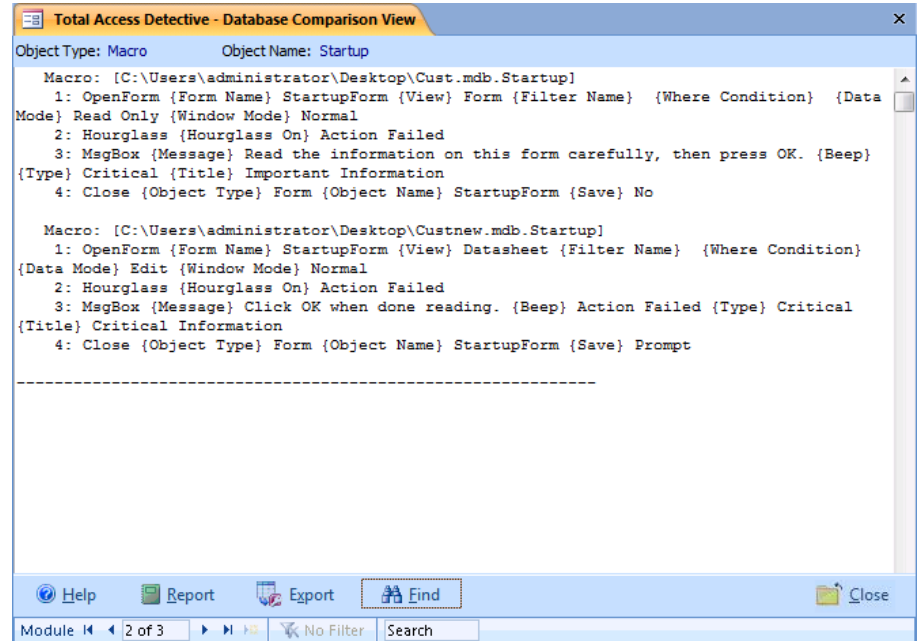 Total Access Detective - Database Comparison View
Object Type: Macro Object Name: Startup
Macro: [C:\Users\administrator\Desktop\Cust.mdb.Startup]
1: OpenForm {Form Name} StartupForm {View} Form {Filter Name}  {Where Condition}  {Data
Mode} Read Only {Window Mode} Normal
2: Hourglass {Hourglass On} Action Failed
3: MsgBox {Message} Read the information on this form carefully, then press OK. {Beep}
{Type} Critical {Title} Important Information
4: Close {Object Type} Form {Object Name} StartupForm {Save} No
Macro: [C:\Users\administrator\Desktop\Custnew.mdb.Startup]
1: OpenForm {Form Name} StartupForm {View} Datasheet {Filter Name}  {Where Condition}
{Data Mode} Edit {Window Mode} Normal
2: Hourglass {Hourglass On} Action Failed
3: MsgBox {Message} Click OK when done reading. {Beep} Action Failed {Type} Critical
{Title} Critical Information
4: Close {Object Type} Form {Object Name} StartupForm {Save} Prompt
-------------------------------------------------------------
Help Report Export Find Close
Module 2 of 3 No Filter Search